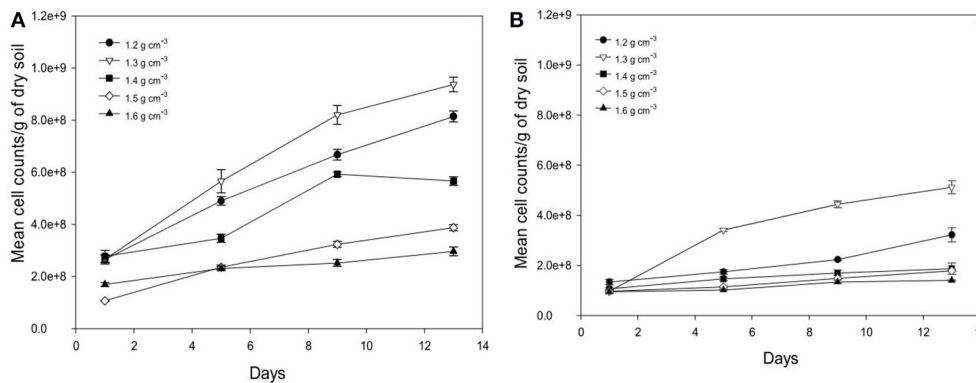 A
Mean cell counts/g of dry soil
1.2e+9
1.0e+9
8.0e+8
6.0e+8
4.0e+8
2.0e+8
0.0
1.2 g cm⁻³
1.3 g cm⁻³
1.4 g cm⁻³
1.5 g cm⁻³
1.6 g cm⁻³
0 2 4 6 8 10 12 14
Days
B
Mean cell counts/g of dry soil
1.2e+9
1.0e+9
8.0e+8
6.0e+8
4.0e+8
2.0e+8
0.0
1.2 g cm⁻³
1.3 g cm⁻³
1.4 g cm⁻³
1.5 g cm⁻³
1.6 g cm⁻³
0 2 4 6 8 10 12 14
Days